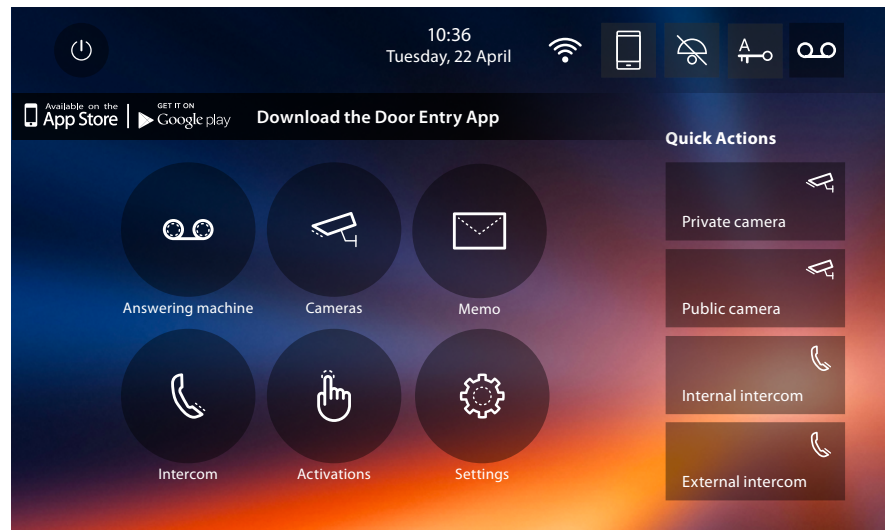 10:36
Tuesday, 22 April
A
Available on the
App Store
GET IT ON
Google play
Download the Door Entry App
Quick Actions
Private camera
Public camera
Internal intercom
External intercom
Answering machine
Cameras
Memo
Intercom
Activations
Settings